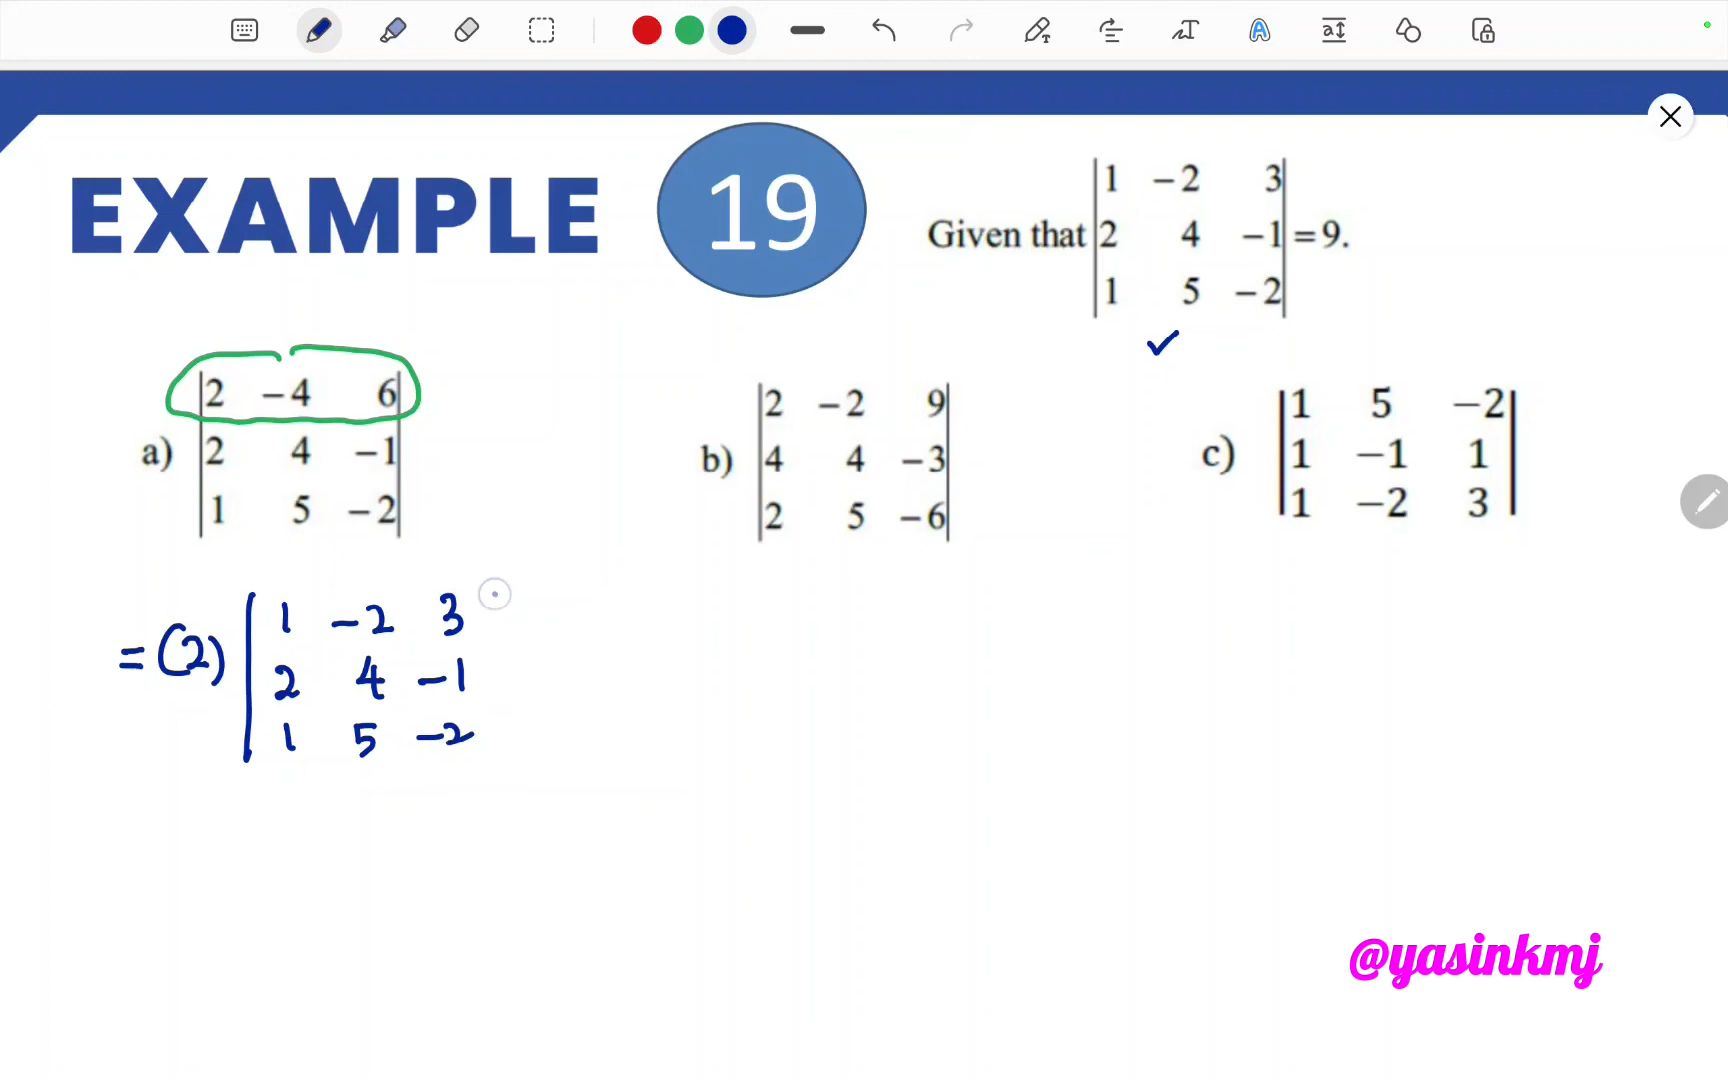 EXAMPLE 19
Given that |1 −2 3|
|2 4 −1| = 9.
|1 5 −2|
a) |2 −4 6|
|2 4 −1|
|1 5 −2|
b) |2 −2 9|
|4 4 −3|
|2 5 −6|
c) |1 5 −2|
|1 −1 1|
|1 −2 3|
= (2) | 1 −2 3
2 4 −1
1 5 −2
@yasinkmj